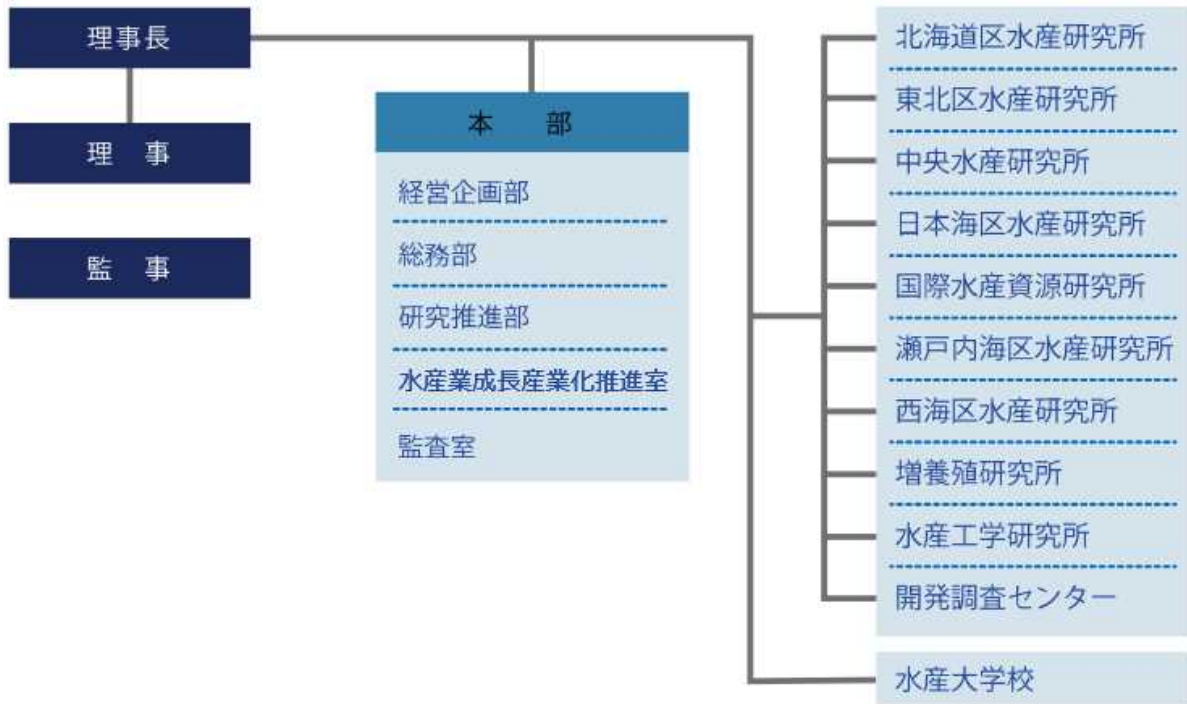 理事長
理　事
監　事
本　部
経営企画部
総務部
研究推進部
水産業成長産業化推進室
監査室
北海道区水産研究所
東北区水産研究所
中央水産研究所
日本海区水産研究所
国際水産資源研究所
瀬戸内海区水産研究所
西海区水産研究所
増養殖研究所
水産工学研究所
開発調査センター
水産大学校